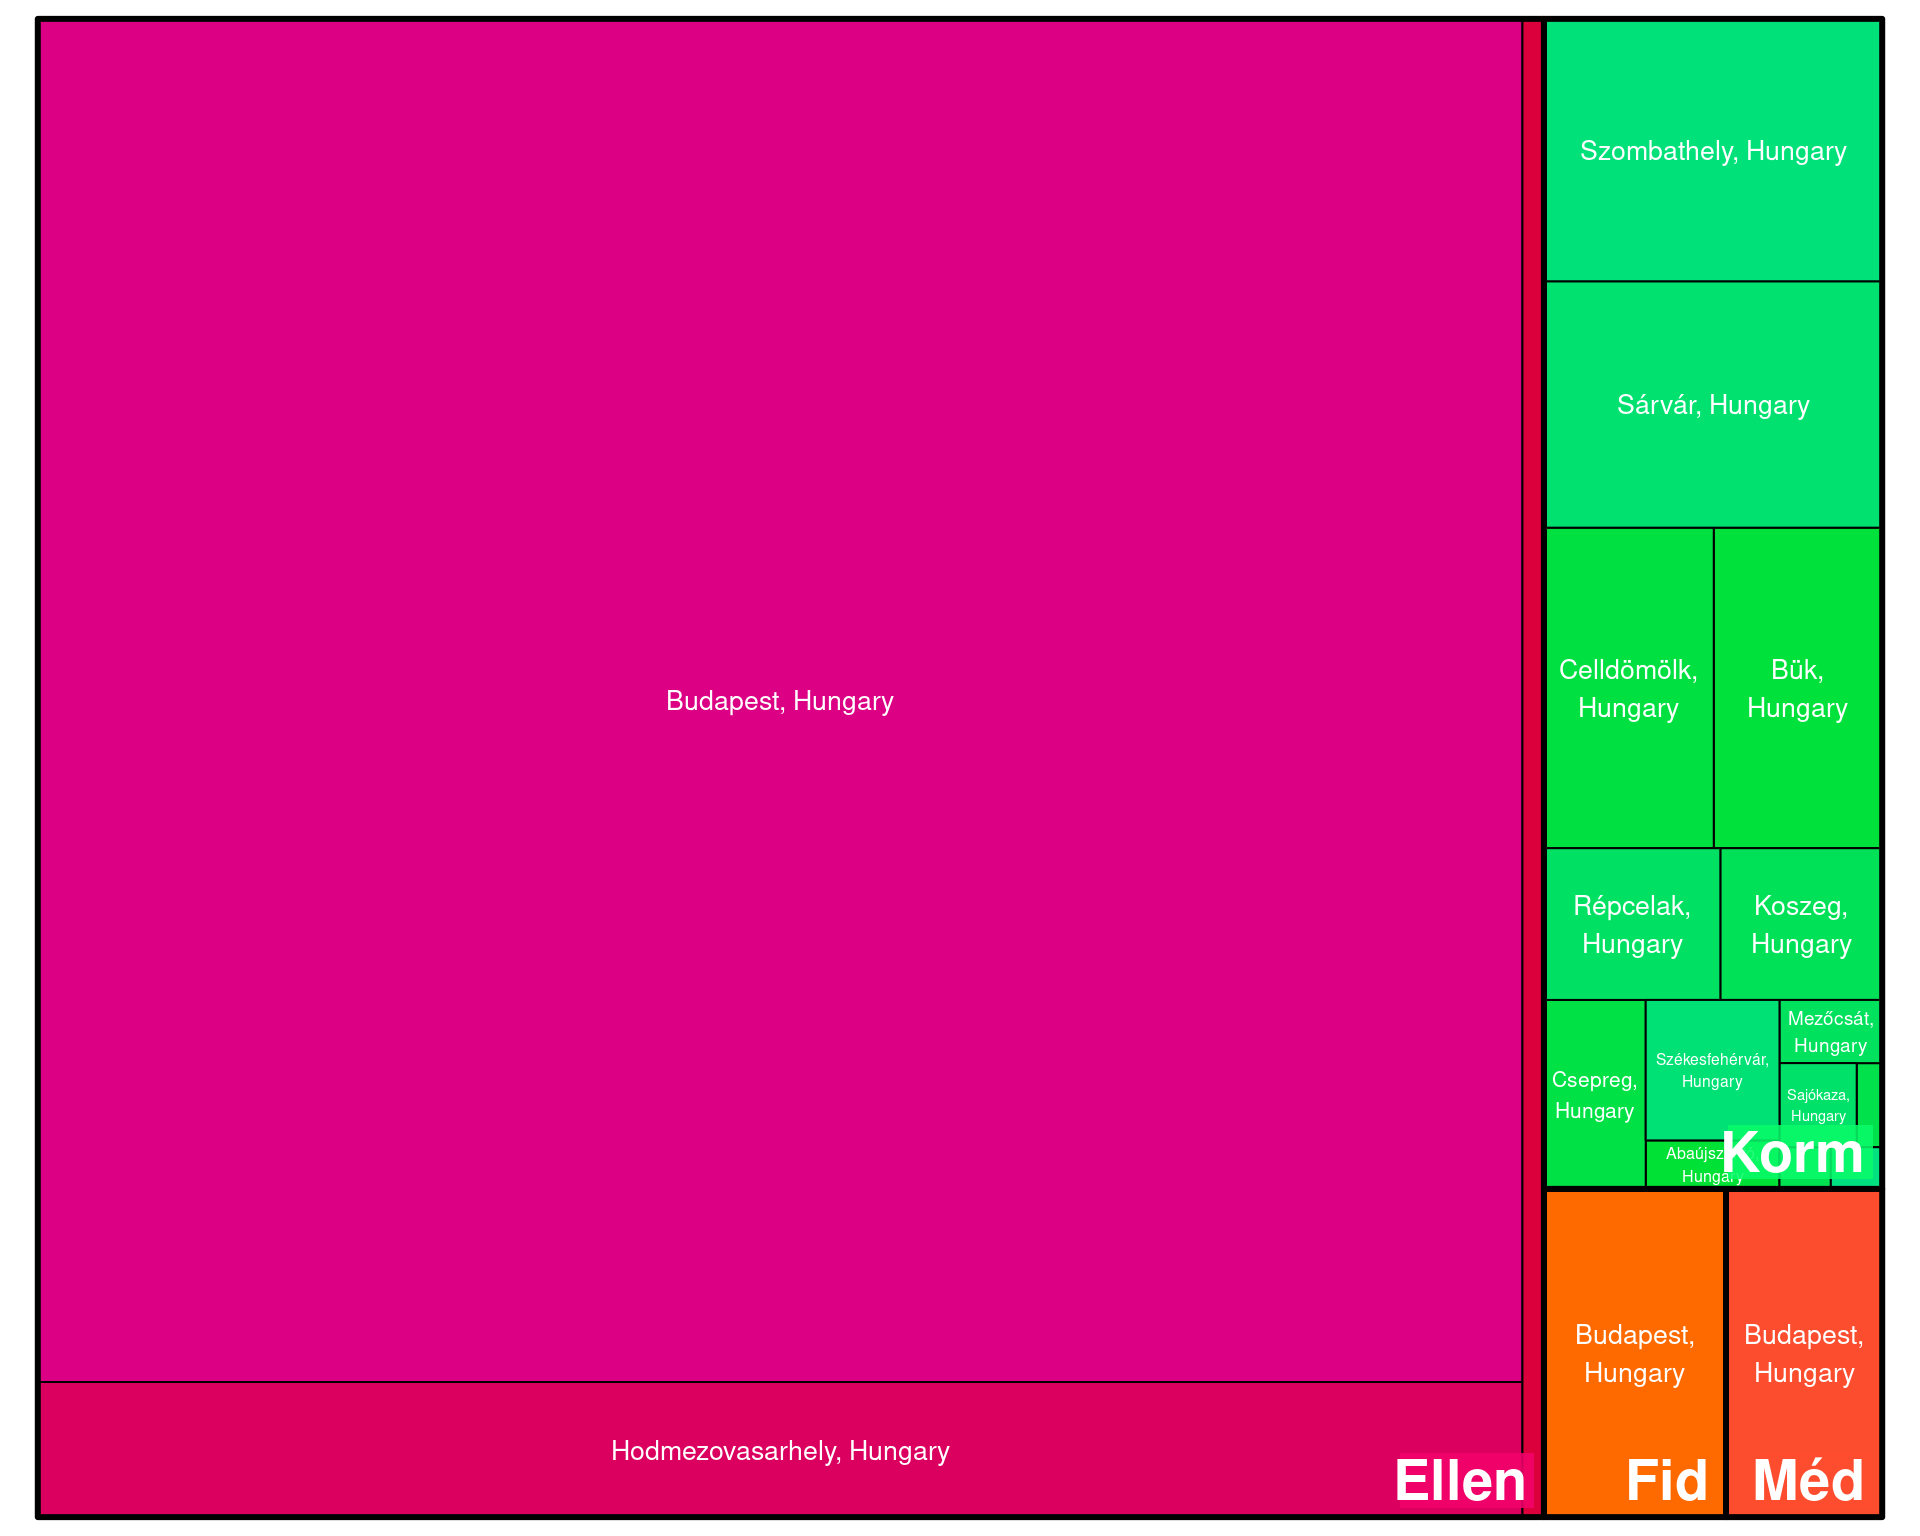 Budapest, Hungary
Hodmezovasarhely, Hungary
Ellen
Szombathely, Hungary
Sárvár, Hungary
Celldömölk,
Hungary
Bük,
Hungary
Répcelak,
Hungary
Koszeg,
Hungary
Csepreg,
Hungary
Székesfehérvár,
Hungary
Mezőcsát,
Hungary
Sajókaza,
Hungary
Hungary
Korm
Budapest,
Hungary
Fid
Budapest,
Hungary
Méd